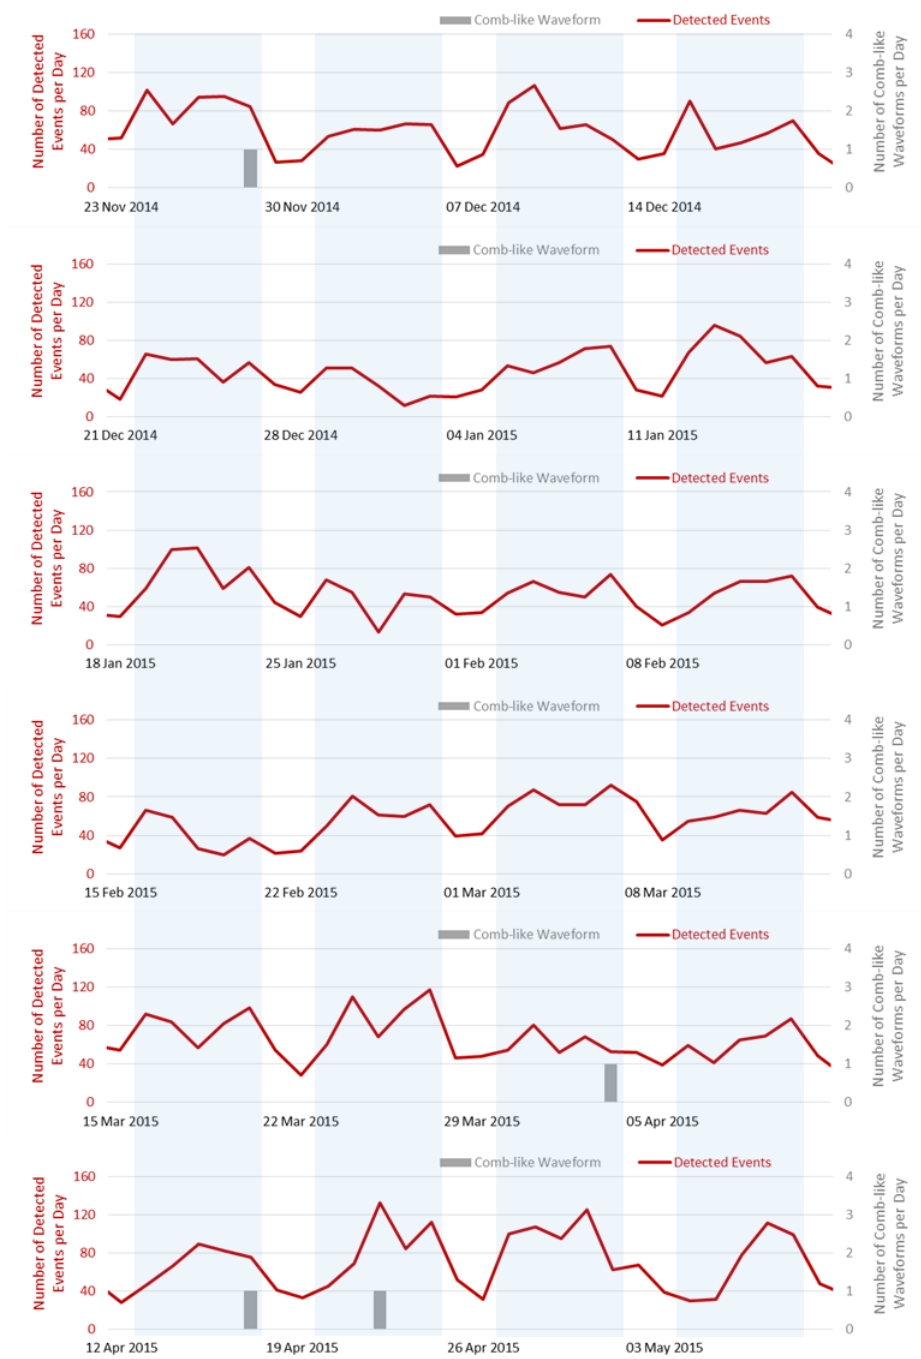 Comb-like Waveform Detected Events
Number of Detected
Events per Day
160 4
120 3
80 2
40 1
0 0
Number of Comb-like
Waveforms per Day
23 Nov 2014 30 Nov 2014 07 Dec 2014 14 Dec 2014
Comb-like Waveform Detected Events
Number of Detected
Events per Day
160 4
120 3
80 2
40 1
0 0
Number of Comb-like
Waveforms per Day
21 Dec 2014 28 Dec 2014 04 Jan 2015 11 Jan 2015
Comb-like Waveform Detected Events
Number of Detected
Events per Day
160 4
120 3
80 2
40 1
0 0
Number of Comb-like
Waveforms per Day
18 Jan 2015 25 Jan 2015 01 Feb 2015 08 Feb 2015
Comb-like Waveform Detected Events
Number of Detected
Events per Day
160 4
120 3
80 2
40 1
0 0
Number of Comb-like
Waveforms per Day
15 Feb 2015 22 Feb 2015 01 Mar 2015 08 Mar 2015
Comb-like Waveform Detected Events
Number of Detected
Events per Day
160 4
120 3
80 2
40 1
0 0
Number of Comb-like
Waveforms per Day
15 Mar 2015 22 Mar 2015 29 Mar 2015 05 Apr 2015
Comb-like Waveform Detected Events
Number of Detected
Events per Day
160 4
120 3
80 2
40 1
0 0
Number of Comb-like
Waveforms per Day
12 Apr 2015 19 Apr 2015 26 Apr 2015 03 May 2015